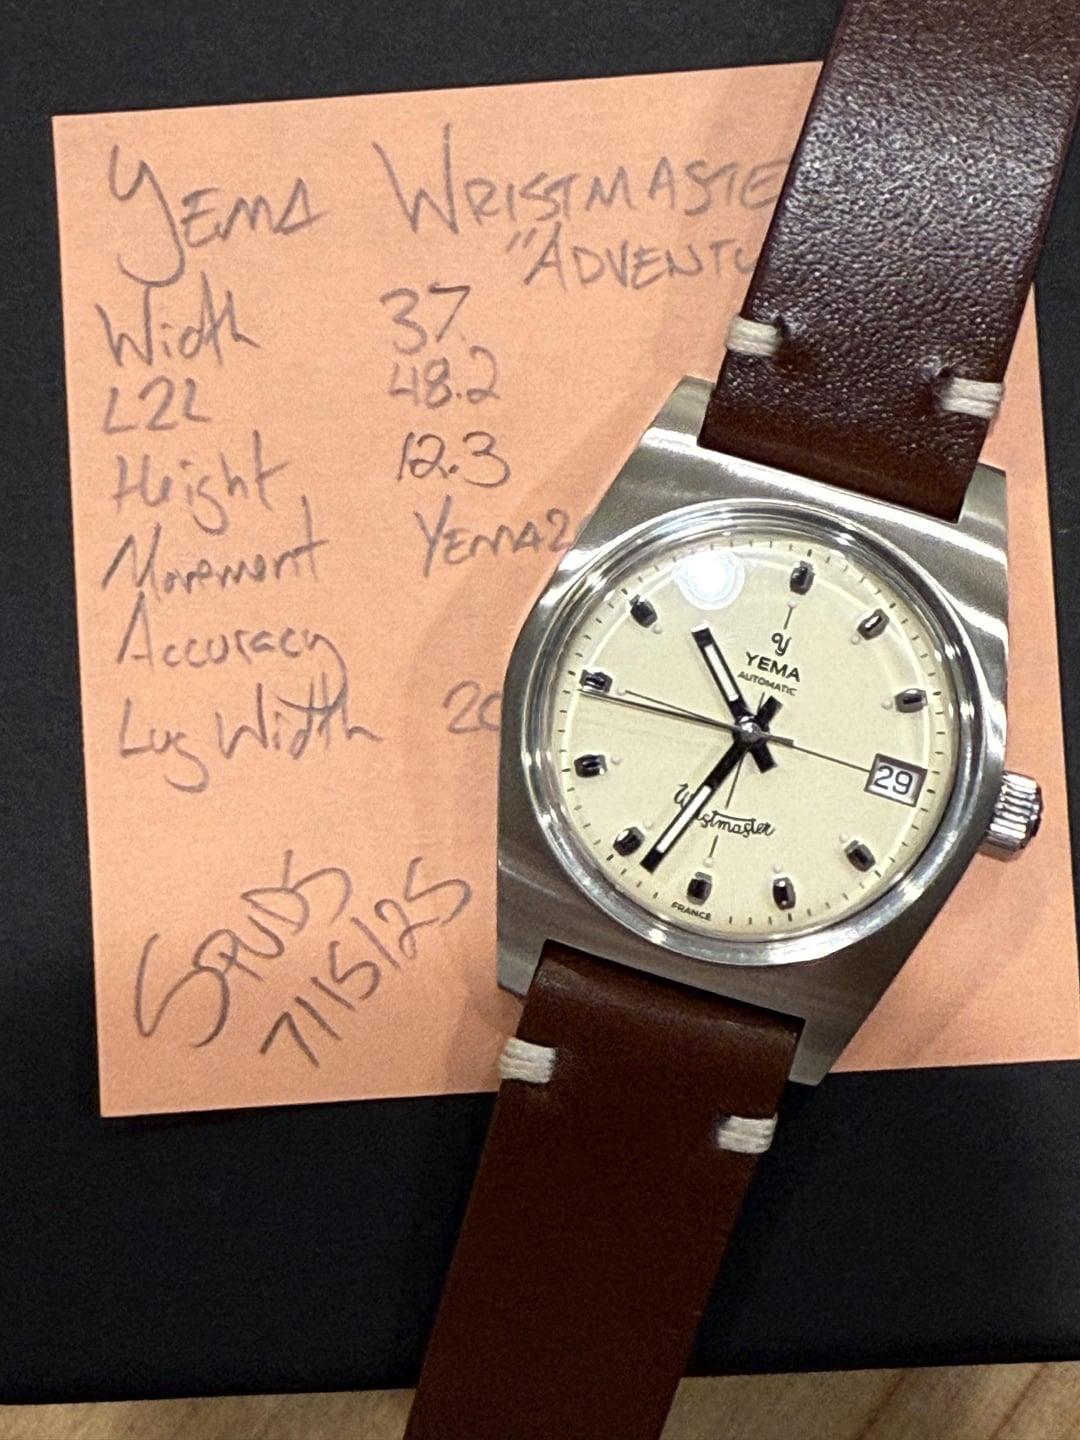 YEMA WRISTMASTE
"ADVENTU
Width 37.
L2L 48.2
Height 12.3
Movement YEMA2
Accuracy
Lug Width 20
SPUDS
7/15/25
Y
YEMA
AUTOMATIC
29
Wristmaster
FRANCE